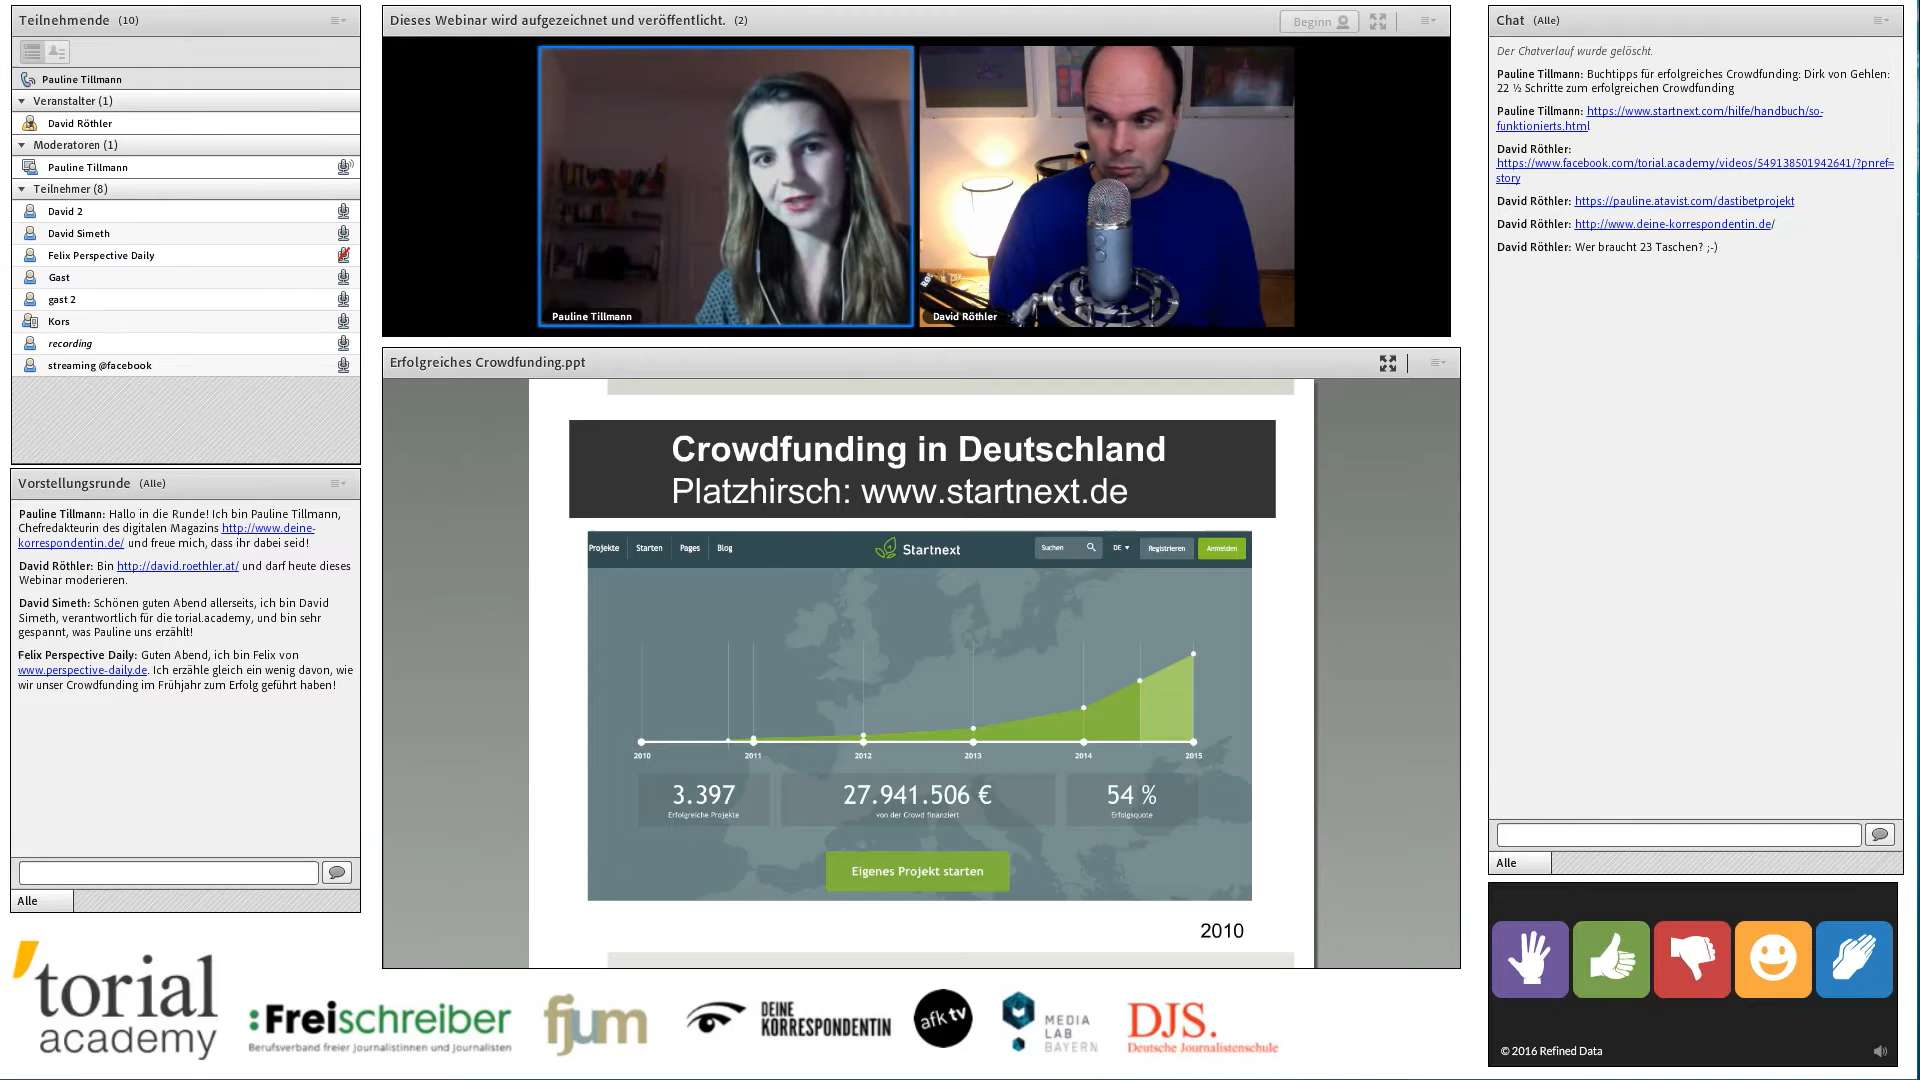 Teilnehmende (10)
Pauline Tillmann
Veranstalter (1)
David Röthler
Moderatoren (1)
Pauline Tillmann
Teilnehmer (8)
David 2
David Simeth
Felix Perspective Daily
Gast
gast 2
Kors
recording
streaming @facebook
Vorstellungsrunde (Alle)
Pauline Tillmann: Hallo in die Runde! Ich bin Pauline Tillmann,
Chefredakteurin des digitalen Magazins http://www.deine-
korrespondentin.de/ und freue mich, dass ihr dabei seid!
David Röthler: Bin http://david.roethler.at/ und darf heute dieses
Webinar moderieren.
David Simeth: Schönen guten Abend allerseits, ich bin David
Simeth, verantwortlich für die torial.academy, und bin sehr
gespannt, was Pauline uns erzählt!
Felix Perspective Daily: Guten Abend, ich bin Felix von
www.perspective-daily.de. Ich erzähle gleich ein wenig davon, wie
wir unser Crowdfunding im Frühjahr zum Erfolg geführt haben!
Alle
Dieses Webinar wird aufgezeichnet und veröffentlicht. (2)
Beginn
Pauline Tillmann
David Röthler
Erfolgreiches Crowdfunding.ppt
Crowdfunding in Deutschland
Platzhirsch: www.startnext.de
Projekte Starten Pages Blog Startnext Suchen DE Registrieren Anmelden
2010 2011 2012 2013 2014 2015
3.397 27.941.506 € 54 %
Erfolgreiche Projekte von der Crowd finanziert Erfolgsquote
Eigenes Projekt starten
2010
Chat (Alle)
Der Chatverlauf wurde gelöscht.
Pauline Tillmann: Buchtipps für erfolgreiches Crowdfunding: Dirk von Gehlen:
22 ½ Schritte zum erfolgreichen Crowdfunding
Pauline Tillmann: https://www.startnext.com/hilfe/handbuch/so-
funktionierts.html
David Röthler:
https://www.facebook.com/torial.academy/videos/549138501942641/?pnref=
story
David Röthler: https://pauline.atavist.com/dastibetprojekt
David Röthler: http://www.deine-korrespondentin.de/
David Röthler: Wer braucht 23 Taschen? ;-)
Alle
© 2016 Refined Data
'torial
academy
:Freischreiber
Berufsverband freier Journalistinnen und Journalisten
fjum
DEINE
KORRESPONDENTIN
afk tv
MEDIA
LAB
BAYERN
DJS.
Deutsche Journalistenschule